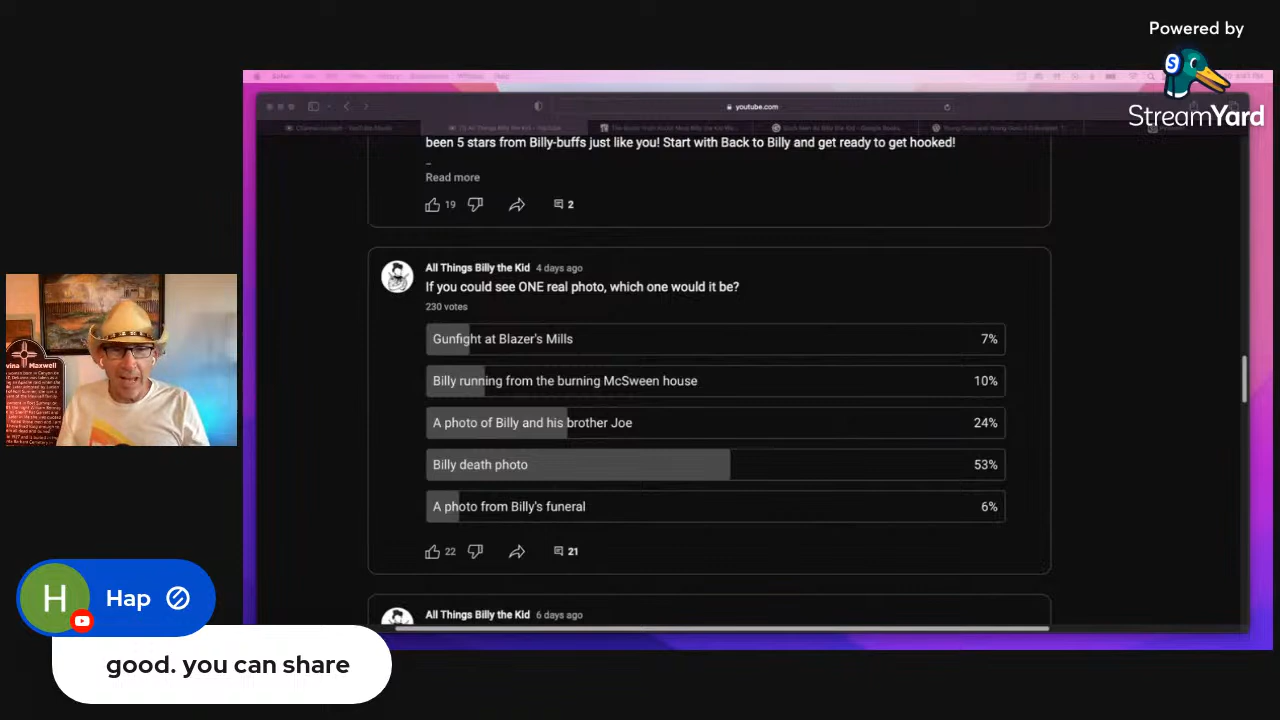 Powered by
StreamYard
youtube.com
been 5 stars from Billy-buffs just like you! Start with Back to Billy and get ready to get hooked!
–
Read more
19
2
All Things Billy the Kid 4 days ago
If you could see ONE real photo, which one would it be?
230 votes
Gunfight at Blazer's Mills 7%
Billy running from the burning McSween house 10%
A photo of Billy and his brother Joe 24%
Billy death photo 53%
A photo from Billy's funeral 6%
22
21
All Things Billy the Kid 6 days ago
Maxwell
H
Hap
good. you can share